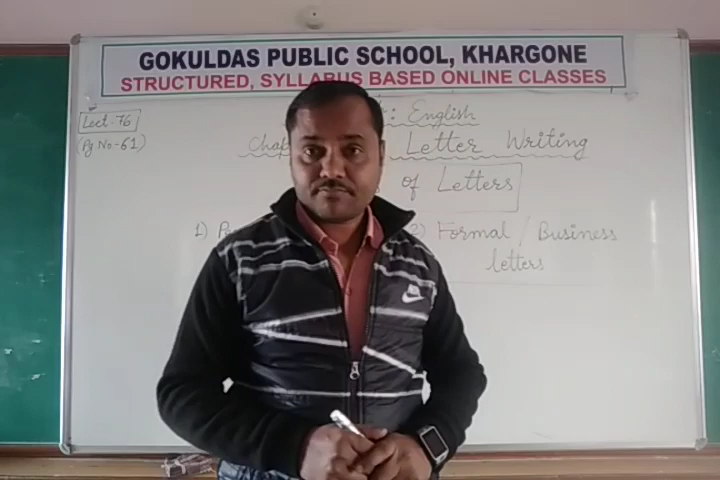 GOKULDAS PUBLIC SCHOOL, KHARGONE
STRUCTURED, SYLLABUS BASED ONLINE CLASSES
Lect: 76
: English
(Pg No-61)
Letter Writing
of Letters
1)
2) Formal / Business
letters